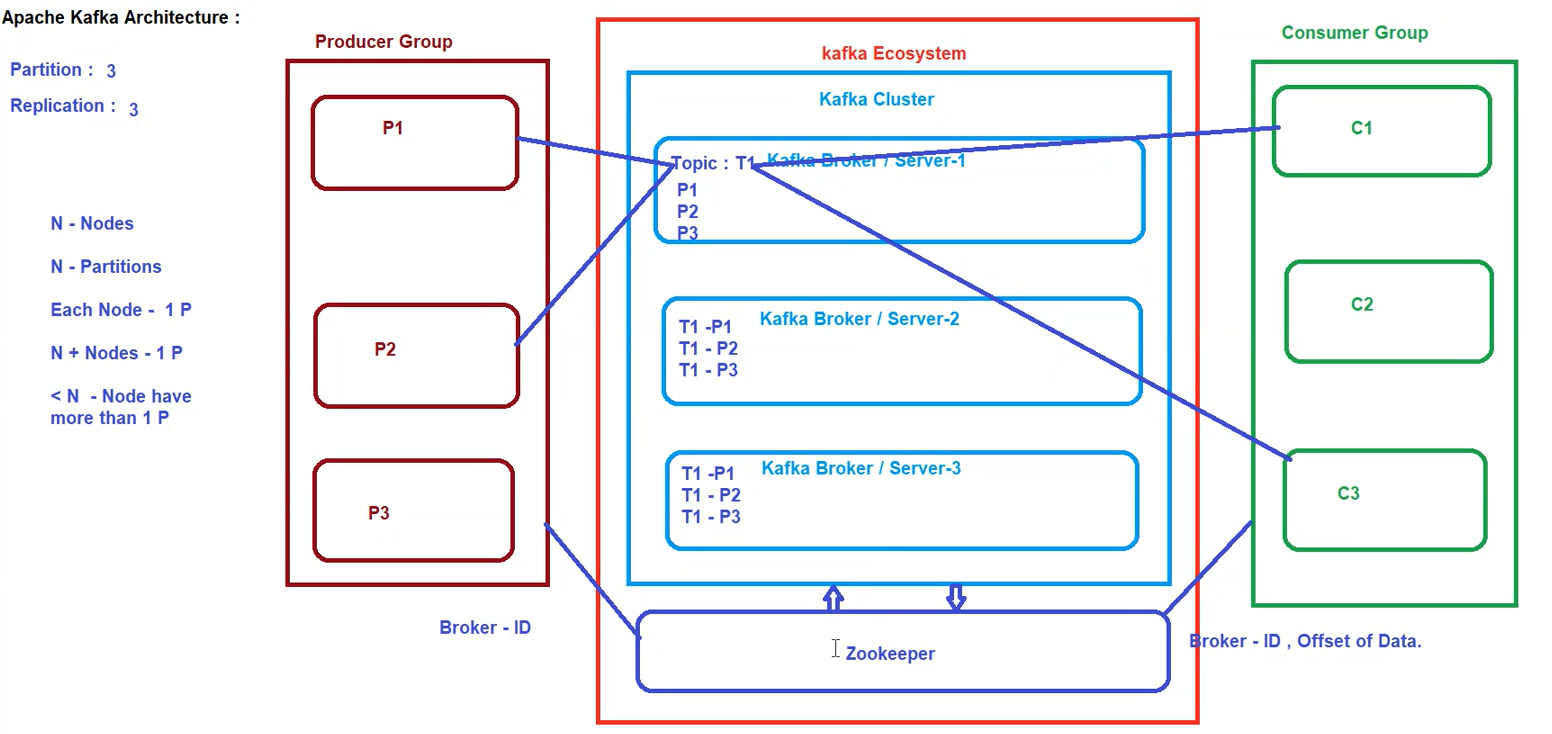 Apache Kafka Architecture :
Partition : 3
Replication : 3
N - Nodes
N - Partitions
Each Node - 1 P
N + Nodes - 1 P
< N - Node have
more than 1 P
Producer Group
P1
P2
P3
Broker - ID
kafka Ecosystem
Kafka Cluster
Topic : T1 Kafka Broker / Server-1
P1
P2
P3
Kafka Broker / Server-2
T1 -P1
T1 - P2
T1 - P3
Kafka Broker / Server-3
T1 -P1
T1 - P2
T1 - P3
Zookeeper
Consumer Group
C1
C2
C3
Broker - ID , Offset of Data.